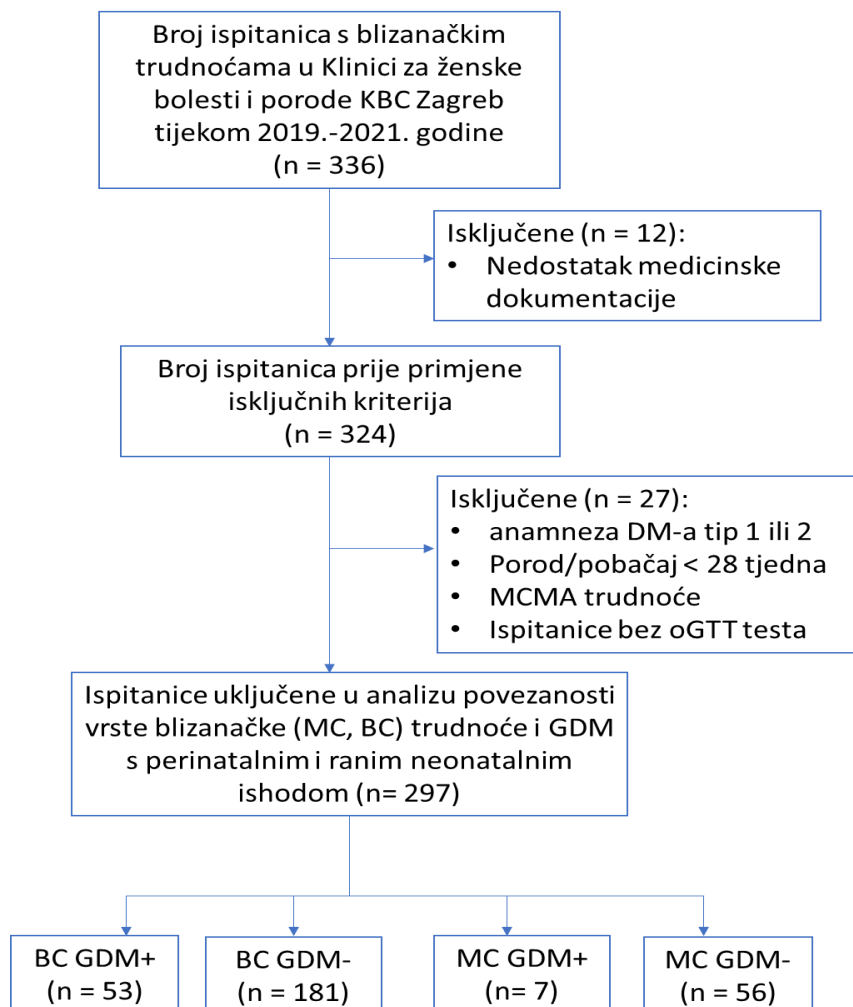 Broj ispitanica s blizanačkim
trudnoćama u Klinici za ženske
bolesti i porode KBC Zagreb
tijekom 2019.-2021. godine
(n = 336)
Isključene (n = 12):
• Nedostatak medicinske
dokumentacije
Broj ispitanica prije primjene
isključnih kriterija
(n = 324)
Isključene (n = 27):
• anamneza DM-a tip 1 ili 2
• Porod/pobačaj < 28 tjedna
• MCMA trudnoće
• Ispitanice bez oGTT testa
Ispitanice uključene u analizu povezanosti
vrste blizanačke (MC, BC) trudnoće i GDM
s perinatalnim i ranim neonatalnim
ishodom (n= 297)
BC GDM+
(n = 53)
BC GDM-
(n = 181)
MC GDM+
(n= 7)
MC GDM-
(n = 56)